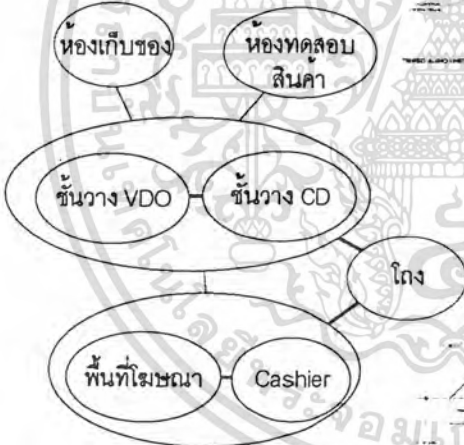 ห้องเก็บของ
ห้องทดสอบ
สินค้า
ชั้นวาง VDO
ชั้นวาง CD
โถง
พื้นที่โฆษณา
Cashier